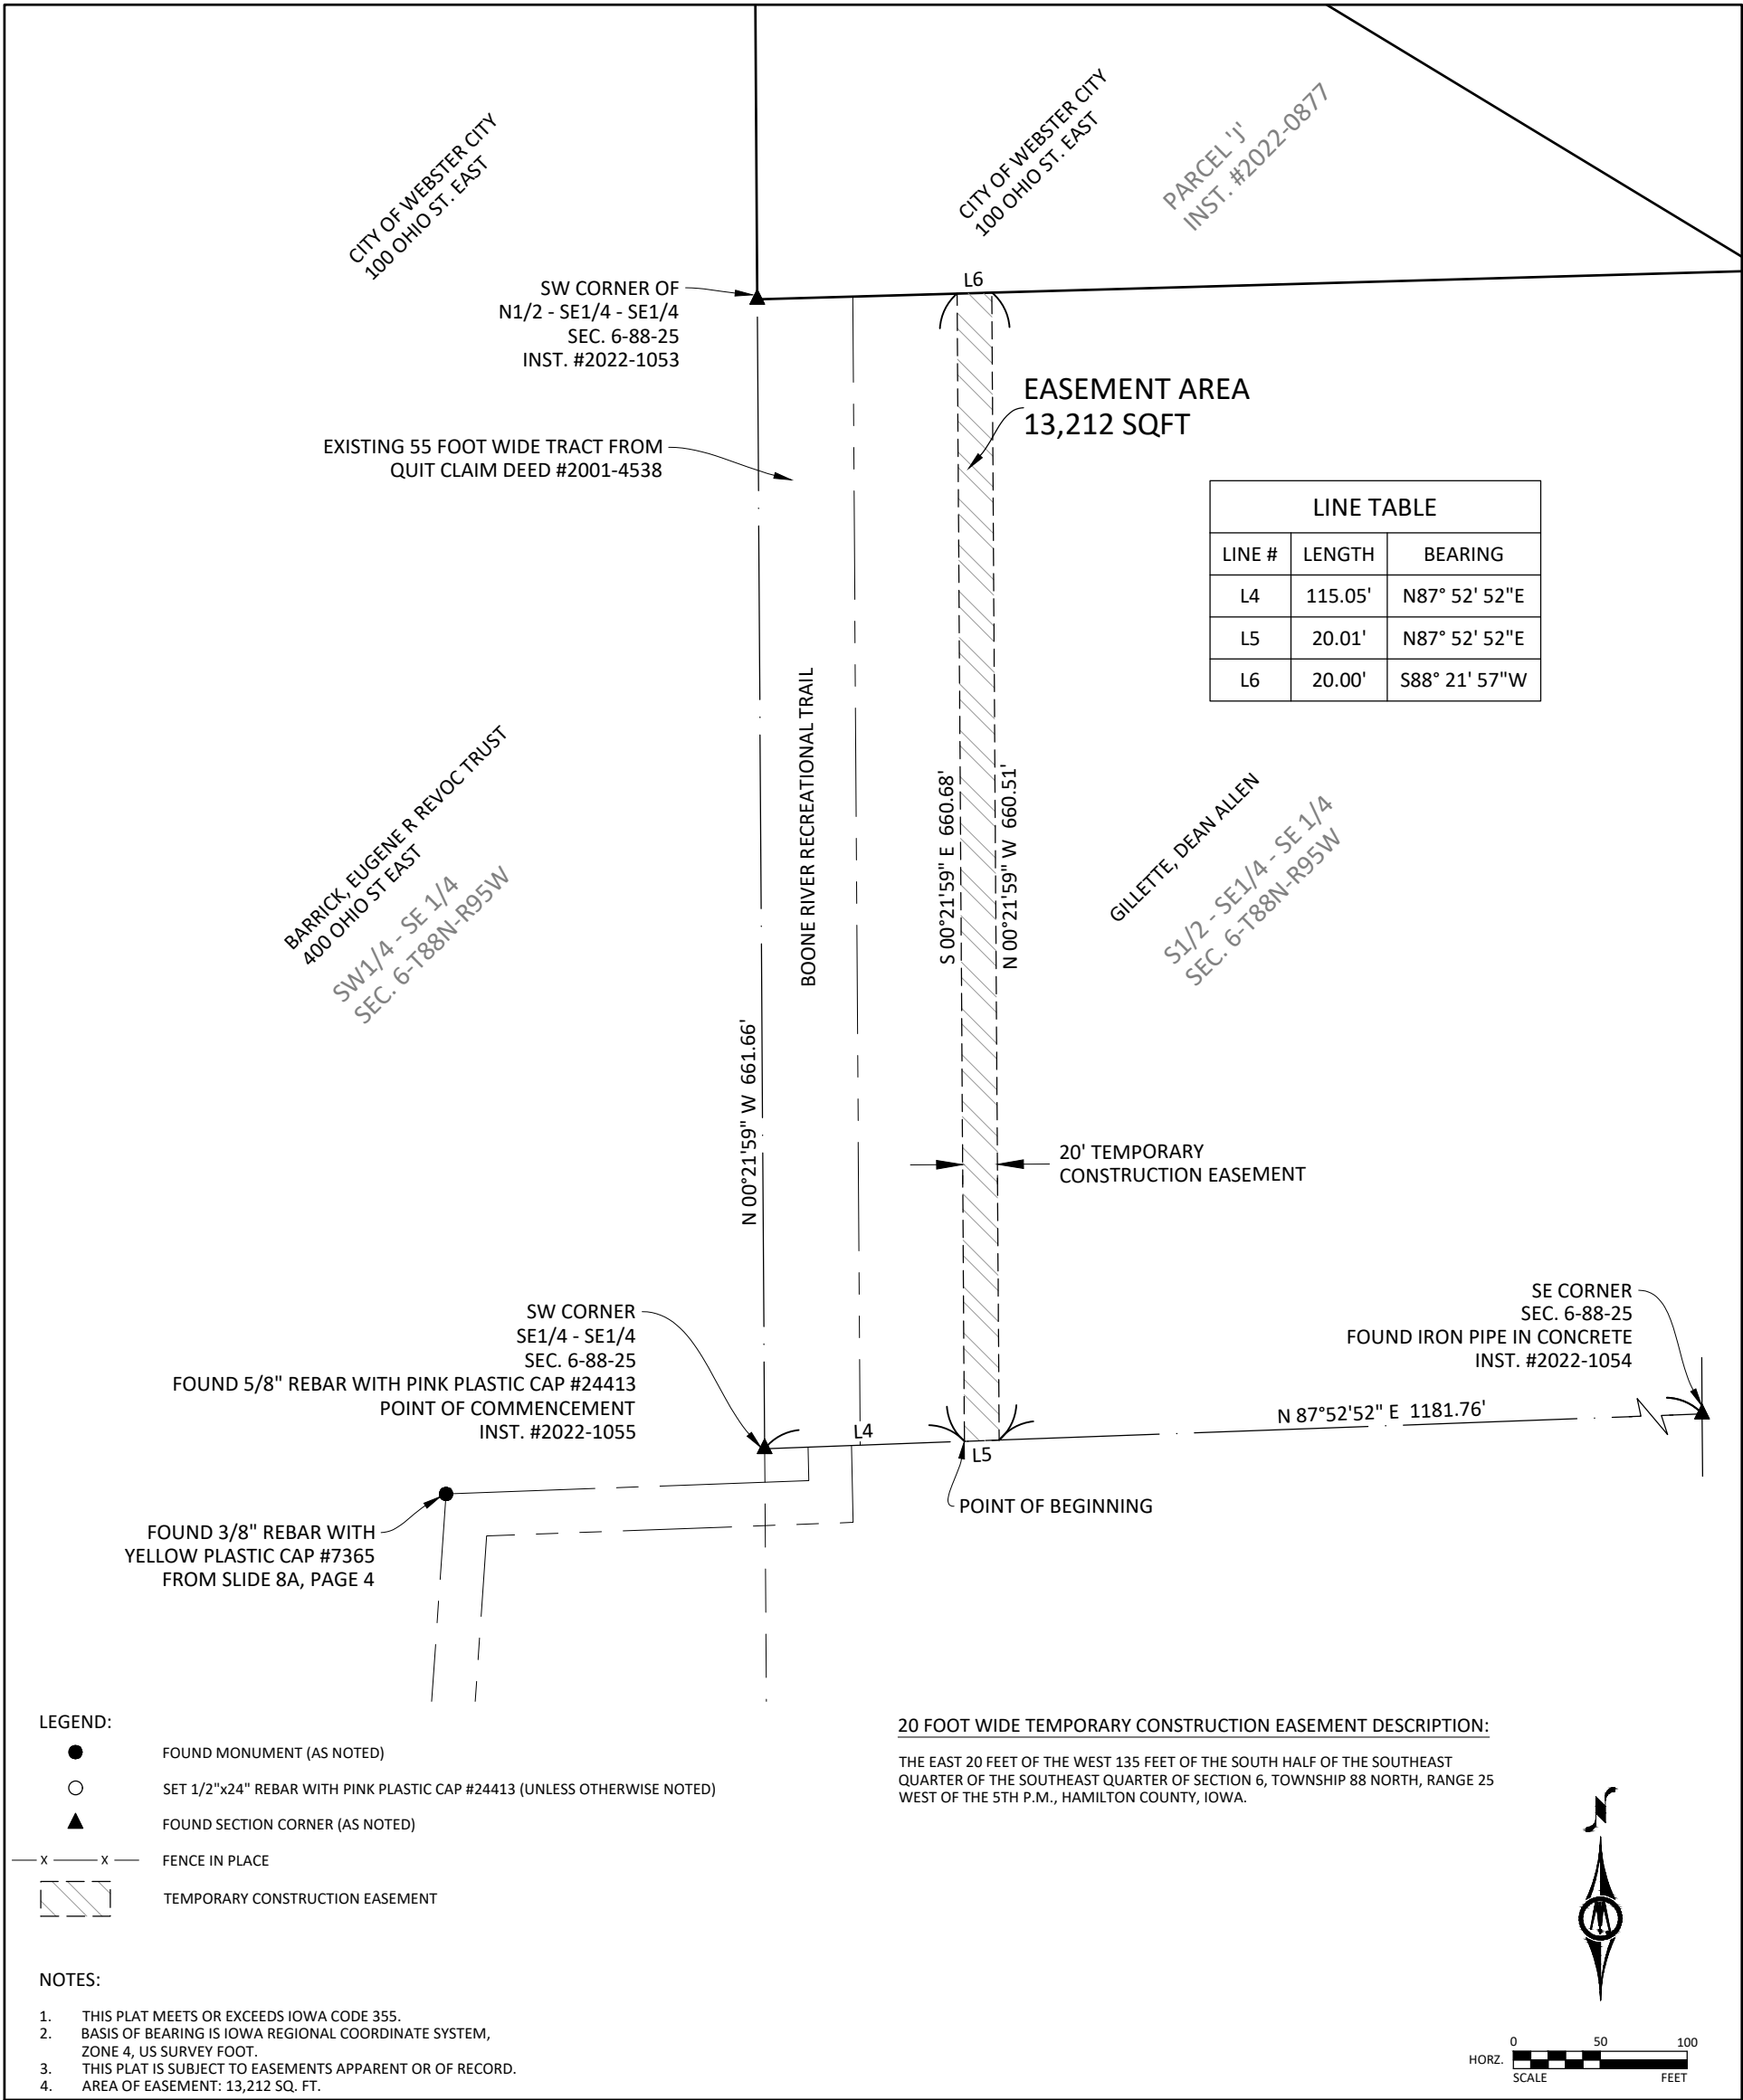 CITY OF WEBSTER CITY
100 OHIO ST. EAST
CITY OF WEBSTER CITY
100 OHIO ST. EAST
PARCEL 'J'
INST. #2022-0877
SW CORNER OF
N1/2 - SE1/4 - SE1/4
SEC. 6-88-25
INST. #2022-1053
L6
EASEMENT AREA
13,212 SQFT
EXISTING 55 FOOT WIDE TRACT FROM
QUIT CLAIM DEED #2001-4538
LINE TABLE
LINE # LENGTH BEARING
L4 115.05' N87° 52' 52"E
L5 20.01' N87° 52' 52"E
L6 20.00' S88° 21' 57"W
BOONE RIVER RECREATIONAL TRAIL
S 00°21'59" E 660.68'
N 00°21'59" W 660.51'
BARRICK, EUGENE R REVOC TRUST
400 OHIO ST EAST
SW1/4 - SE 1/4
SEC. 6-T88N-R95W
GILLETTE, DEAN ALLEN
S1/2 - SE1/4 - SE 1/4
SEC. 6-T88N-R95W
N 00°21'59" W 661.66'
20' TEMPORARY
CONSTRUCTION EASEMENT
SW CORNER
SE1/4 - SE1/4
SEC. 6-88-25
FOUND 5/8" REBAR WITH PINK PLASTIC CAP #24413
POINT OF COMMENCEMENT
INST. #2022-1055
SE CORNER
SEC. 6-88-25
FOUND IRON PIPE IN CONCRETE
INST. #2022-1054
N 87°52'52" E 1181.76'
L4
L5
POINT OF BEGINNING
FOUND 3/8" REBAR WITH
YELLOW PLASTIC CAP #7365
FROM SLIDE 8A, PAGE 4
LEGEND:
FOUND MONUMENT (AS NOTED)
SET 1/2"x24" REBAR WITH PINK PLASTIC CAP #24413 (UNLESS OTHERWISE NOTED)
FOUND SECTION CORNER (AS NOTED)
x x FENCE IN PLACE
TEMPORARY CONSTRUCTION EASEMENT
20 FOOT WIDE TEMPORARY CONSTRUCTION EASEMENT DESCRIPTION:
THE EAST 20 FEET OF THE WEST 135 FEET OF THE SOUTH HALF OF THE SOUTHEAST
QUARTER OF THE SOUTHEAST QUARTER OF SECTION 6, TOWNSHIP 88 NORTH, RANGE 25
WEST OF THE 5TH P.M., HAMILTON COUNTY, IOWA.
N
NOTES:
1. THIS PLAT MEETS OR EXCEEDS IOWA CODE 355.
2. BASIS OF BEARING IS IOWA REGIONAL COORDINATE SYSTEM,
ZONE 4, US SURVEY FOOT.
3. THIS PLAT IS SUBJECT TO EASEMENTS APPARENT OR OF RECORD.
4. AREA OF EASEMENT: 13,212 SQ. FT.
0 50 100
HORZ.
SCALE FEET